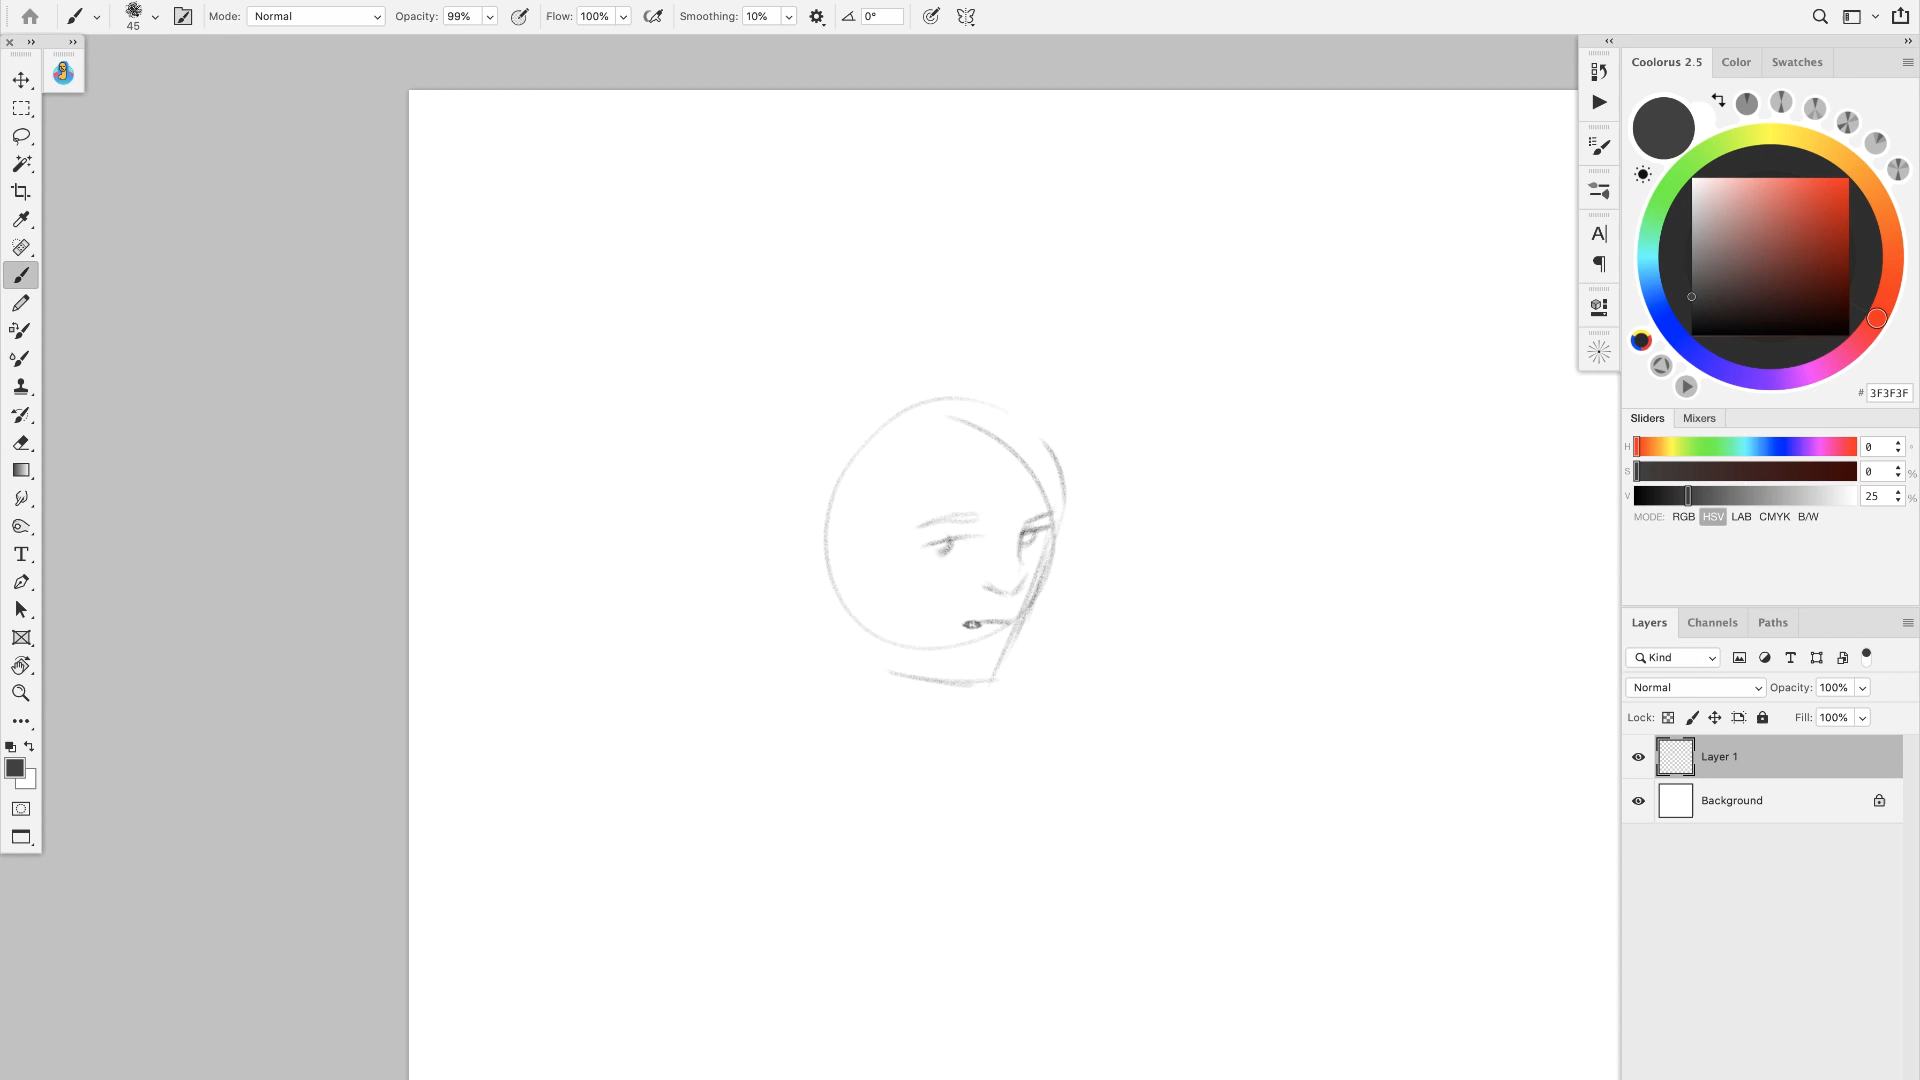 Mode: Normal Opacity: 99% Flow: 100% Smoothing: 10% 0°
45
Coolorus 2.5 Color Swatches
A|
# 3F3F3F
Sliders Mixers
H 0 °
S 0 %
V 25 %
MODE: RGB HSV LAB CMYK B/W
T
Layers Channels Paths
Kind T
Normal Opacity: 100%
Lock: Fill: 100%
Layer 1
Background